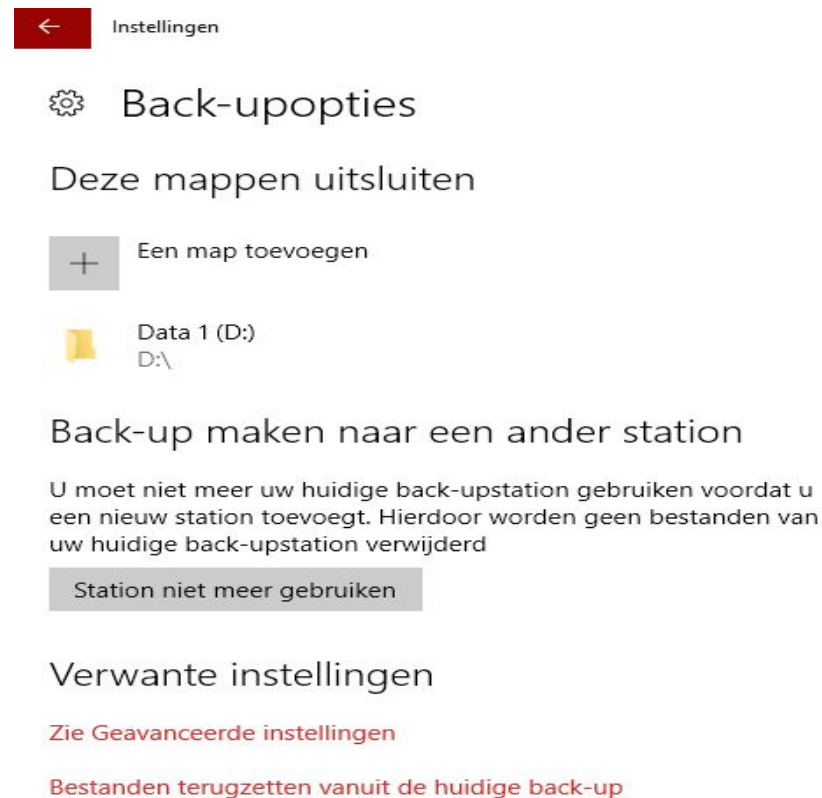 Instellingen
Back-upopties
Deze mappen uitsluiten
Een map toevoegen
Data 1 (D:)
D:\
Back-up maken naar een ander station
U moet niet meer uw huidige back-upstation gebruiken voordat u
een nieuw station toevoegt. Hierdoor worden geen bestanden van
uw huidige back-upstation verwijderd
Station niet meer gebruiken
Verwante instellingen
Zie Geavanceerde instellingen
Bestanden terugzetten vanuit de huidige back-up